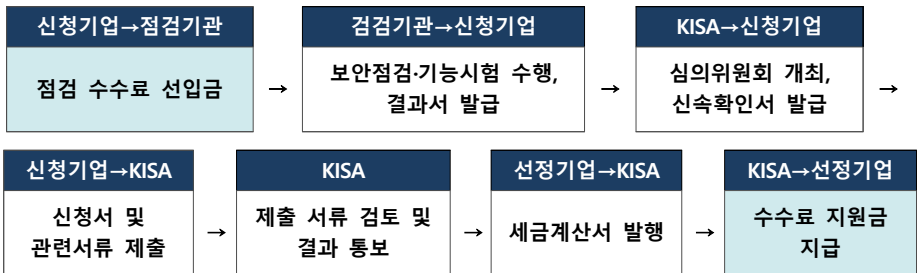 신청기업→점검기관
점검 수수료 선입금
→
검검기관→신청기업
보안점검·기능시험 수행,
결과서 발급
→
KISA→신청기업
심의위원회 개최,
신속확인서 발급
→
신청기업→KISA
신청서 및
관련서류 제출
→
KISA
제출 서류 검토 및
결과 통보
→
선정기업→KISA
세금계산서 발행
→
KISA→선정기업
수수료 지원금
지급